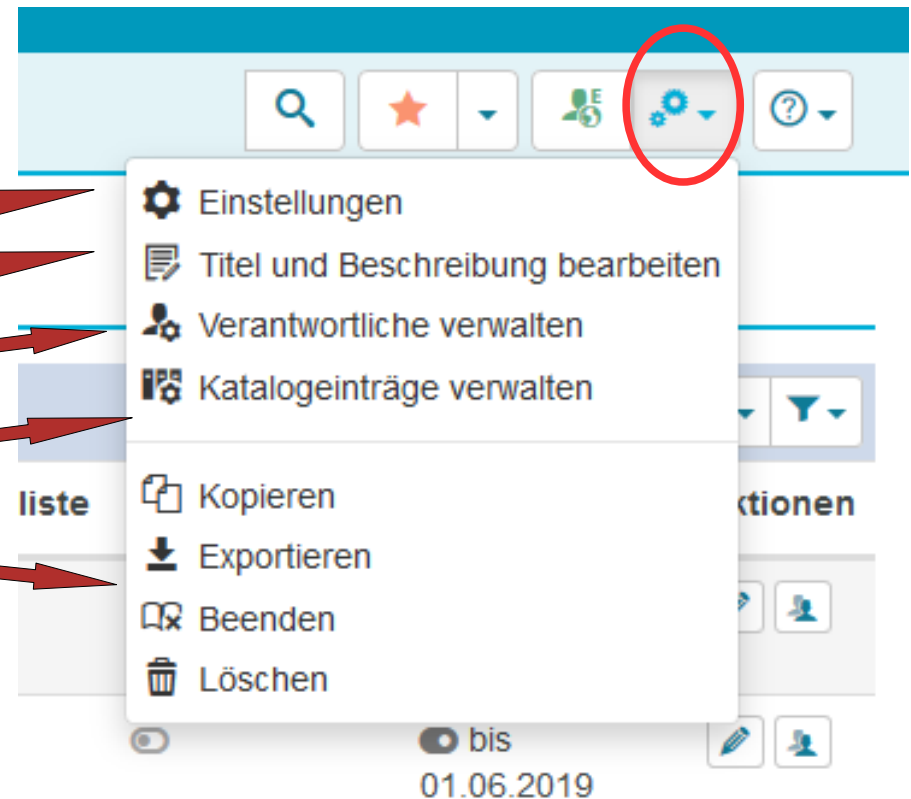 E
Einstellungen
Titel und Beschreibung bearbeiten
Verantwortliche verwalten
Katalogeinträge verwalten
liste
Kopieren
ktionen
Exportieren
Beenden
Löschen
bis
01.06.2019